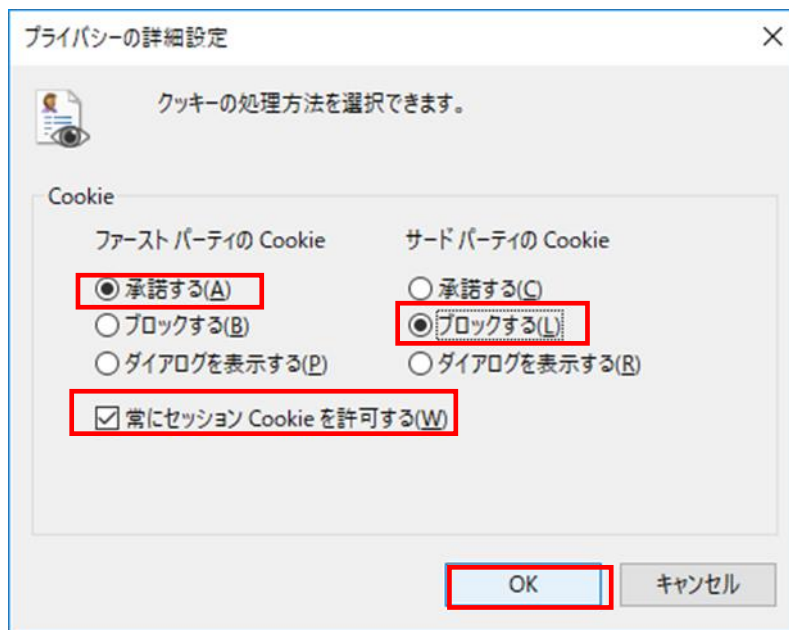 プライバシーの詳細設定
クッキーの処理方法を選択できます。
Cookie
ファースト パーティの Cookie
承諾する(A)
ブロックする(B)
ダイアログを表示する(P)
サード パーティの Cookie
承諾する(C)
ブロックする(L)
ダイアログを表示する(R)
常にセッション Cookie を許可する(W)
OK
キャンセル